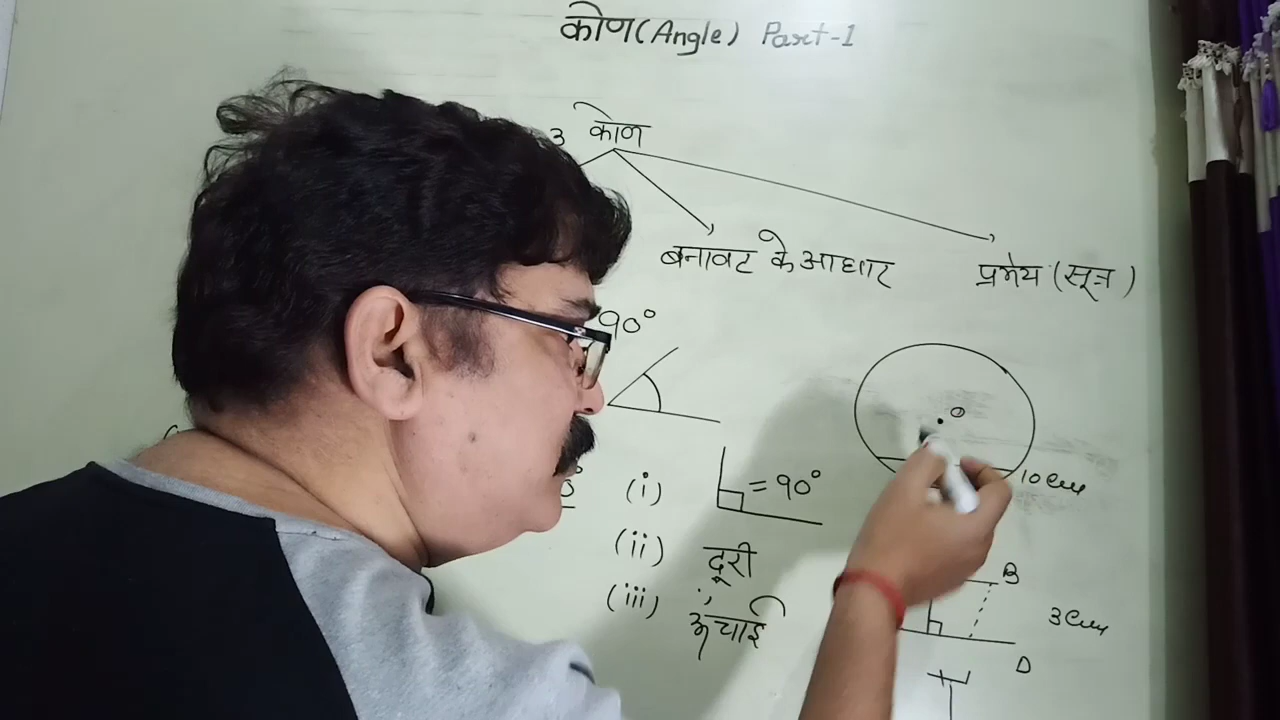 कोण (Angle) Part-1
3 कोण
बनावट के आधार
प्रमेय (सूत्र)
90°
O
(i) = 90°
10 cm
(ii) दूरी
(iii) ऊँचाई
B
3 cm
D